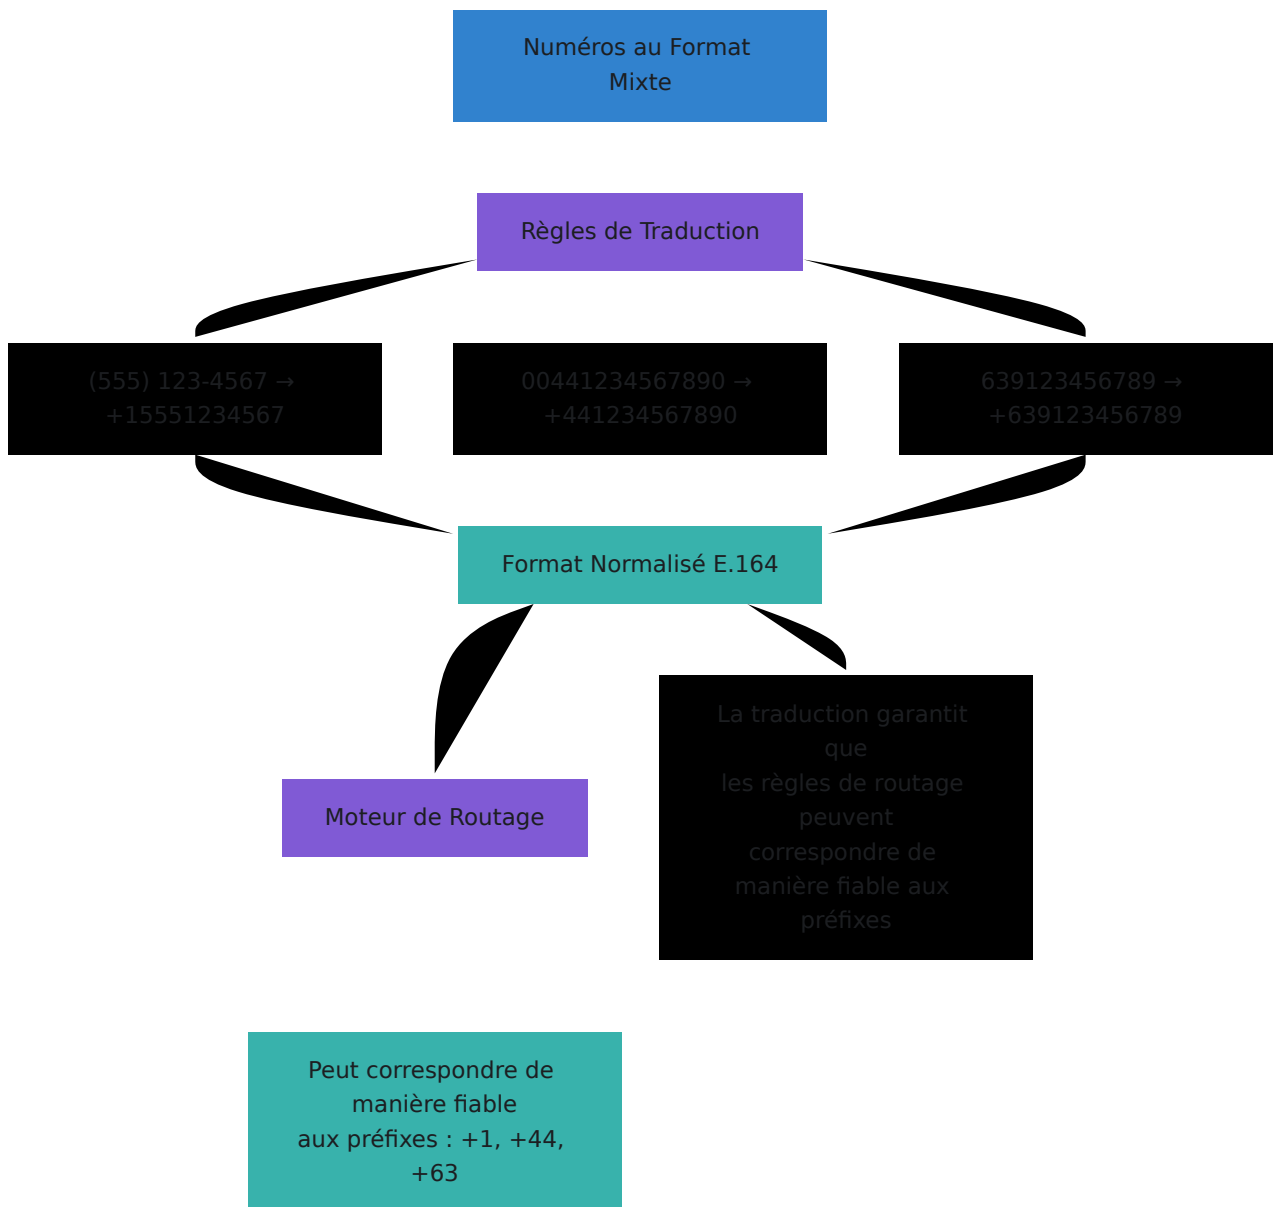 Numéros au Format
Mixte
Règles de Traduction
(555) 123-4567 →
+15551234567
00441234567890 →
+441234567890
639123456789 →
+639123456789
Format Normalisé E.164
Moteur de Routage
La traduction garantit
que
les règles de routage
peuvent
correspondre de
manière fiable aux
préfixes
Peut correspondre de
manière fiable
aux préfixes : +1, +44,
+63